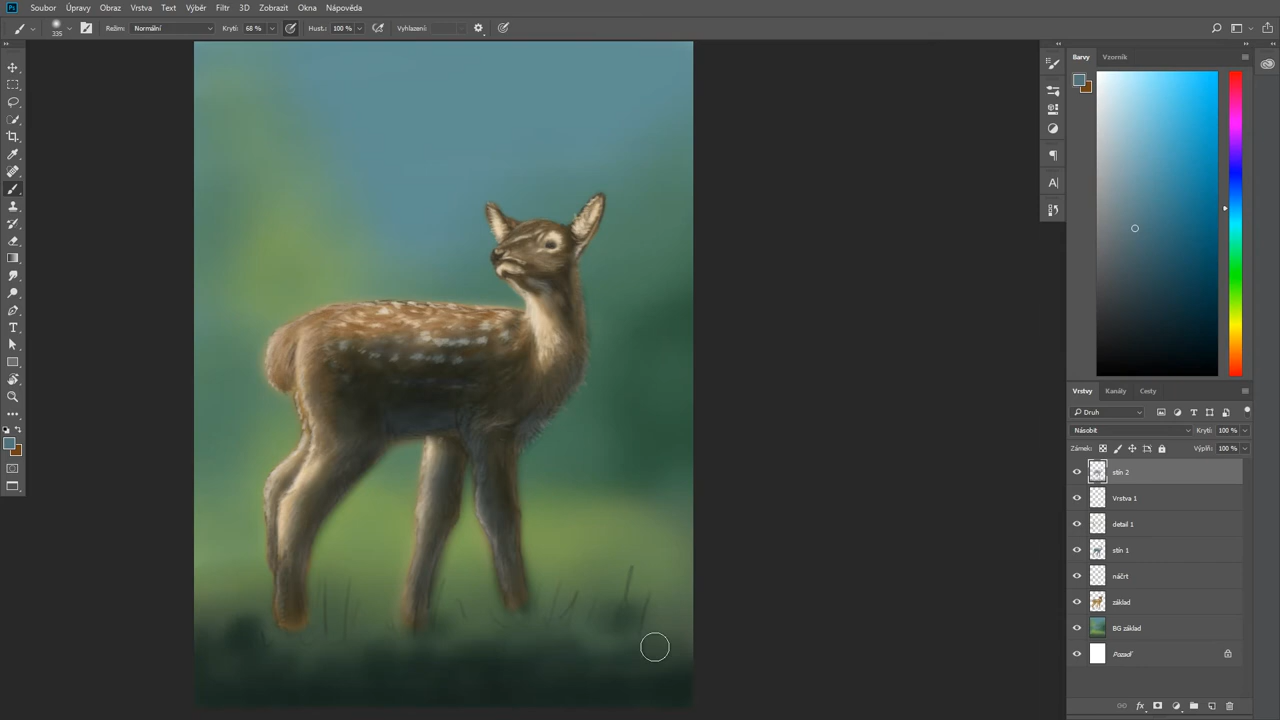 Ps Soubor Úpravy Obraz Vrstva Text Výběr Filtr 3D Zobrazit Okna Nápověda
335 Režim: Normální Krytí: 68 % Hust.: 100 % Vyhlazení:
Barvy Vzorník
Vrstvy Kanály Cesty
Druh
Násobit Krytí: 100 %
Zámek: Výplň: 100 %
stín 2
Vrstva 1
detail 1
stín 1
náčrt
základ
BG základ
Pozadí